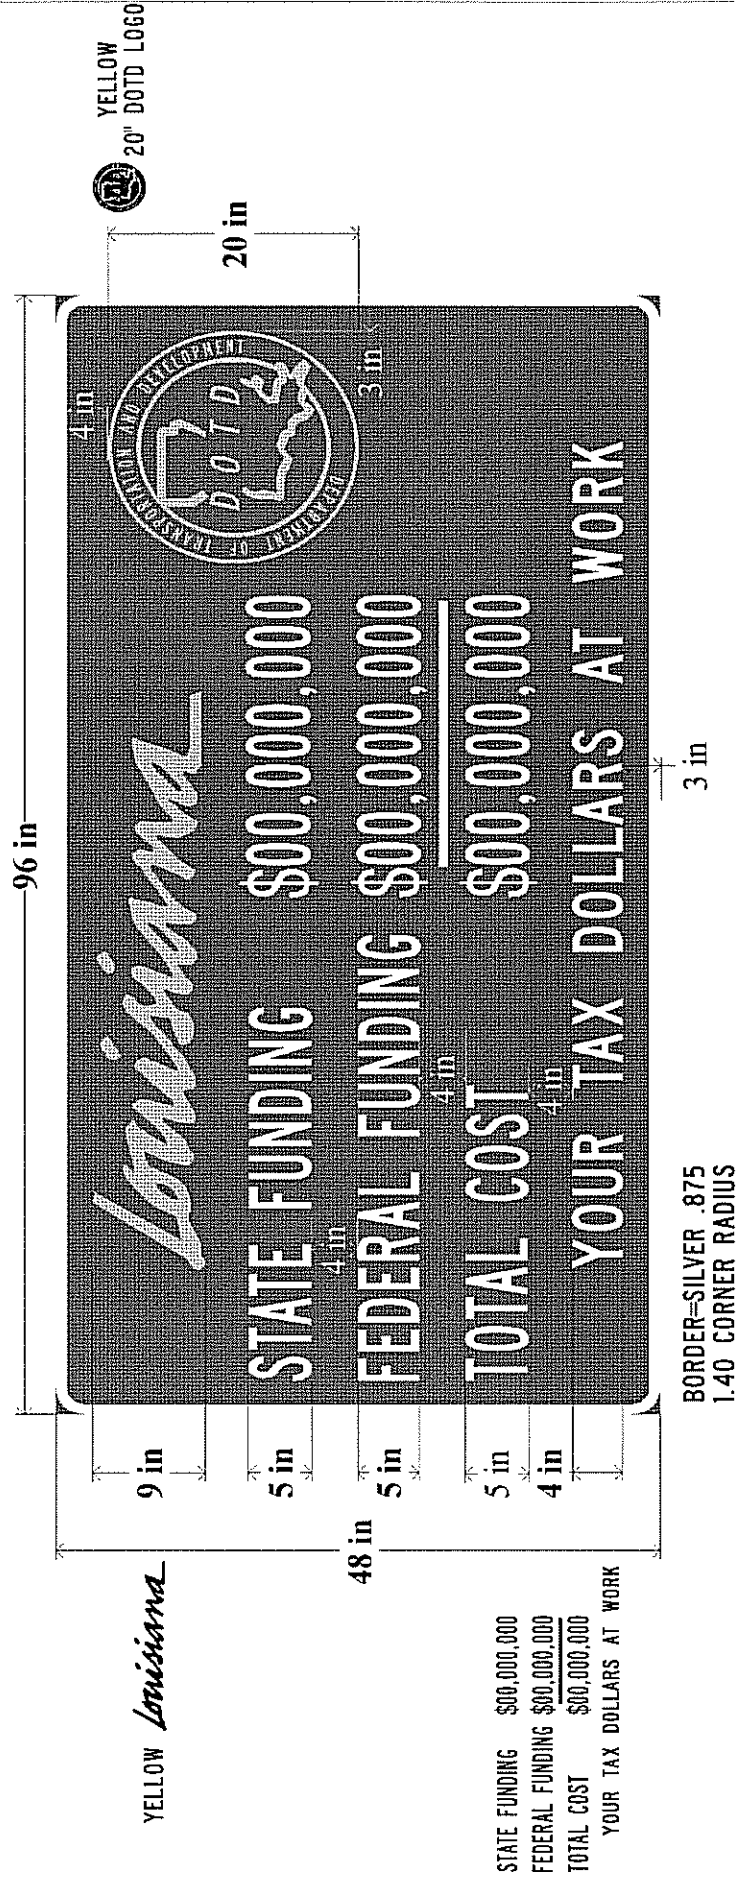 96 in
YELLOW Louisiana
YELLOW
20" DOTD LOGO
Louisiana
DEPARTMENT OF TRANSPORTATION AND DEVELOPMENT
DOTD
4 in
20 in
3 in
9 in
STATE FUNDING $00,000,000
5 in
4 in
FEDERAL FUNDING $00,000,000
5 in
4 in
TOTAL COST $00,000,000
5 in
4 in
YOUR TAX DOLLARS AT WORK
4 in
48 in
3 in
STATE FUNDING $00,000,000
FEDERAL FUNDING $00,000,000
TOTAL COST $00,000,000
YOUR TAX DOLLARS AT WORK
BORDER=SILVER .875
1.40 CORNER RADIUS